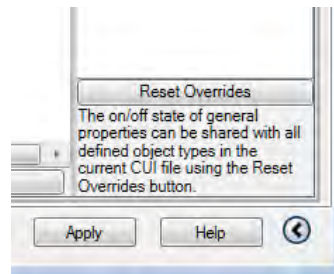 Reset Overrides
The on/off state of general
properties can be shared with all
defined object types in the
current CUI file using the Reset
Overrides button.
Apply Help